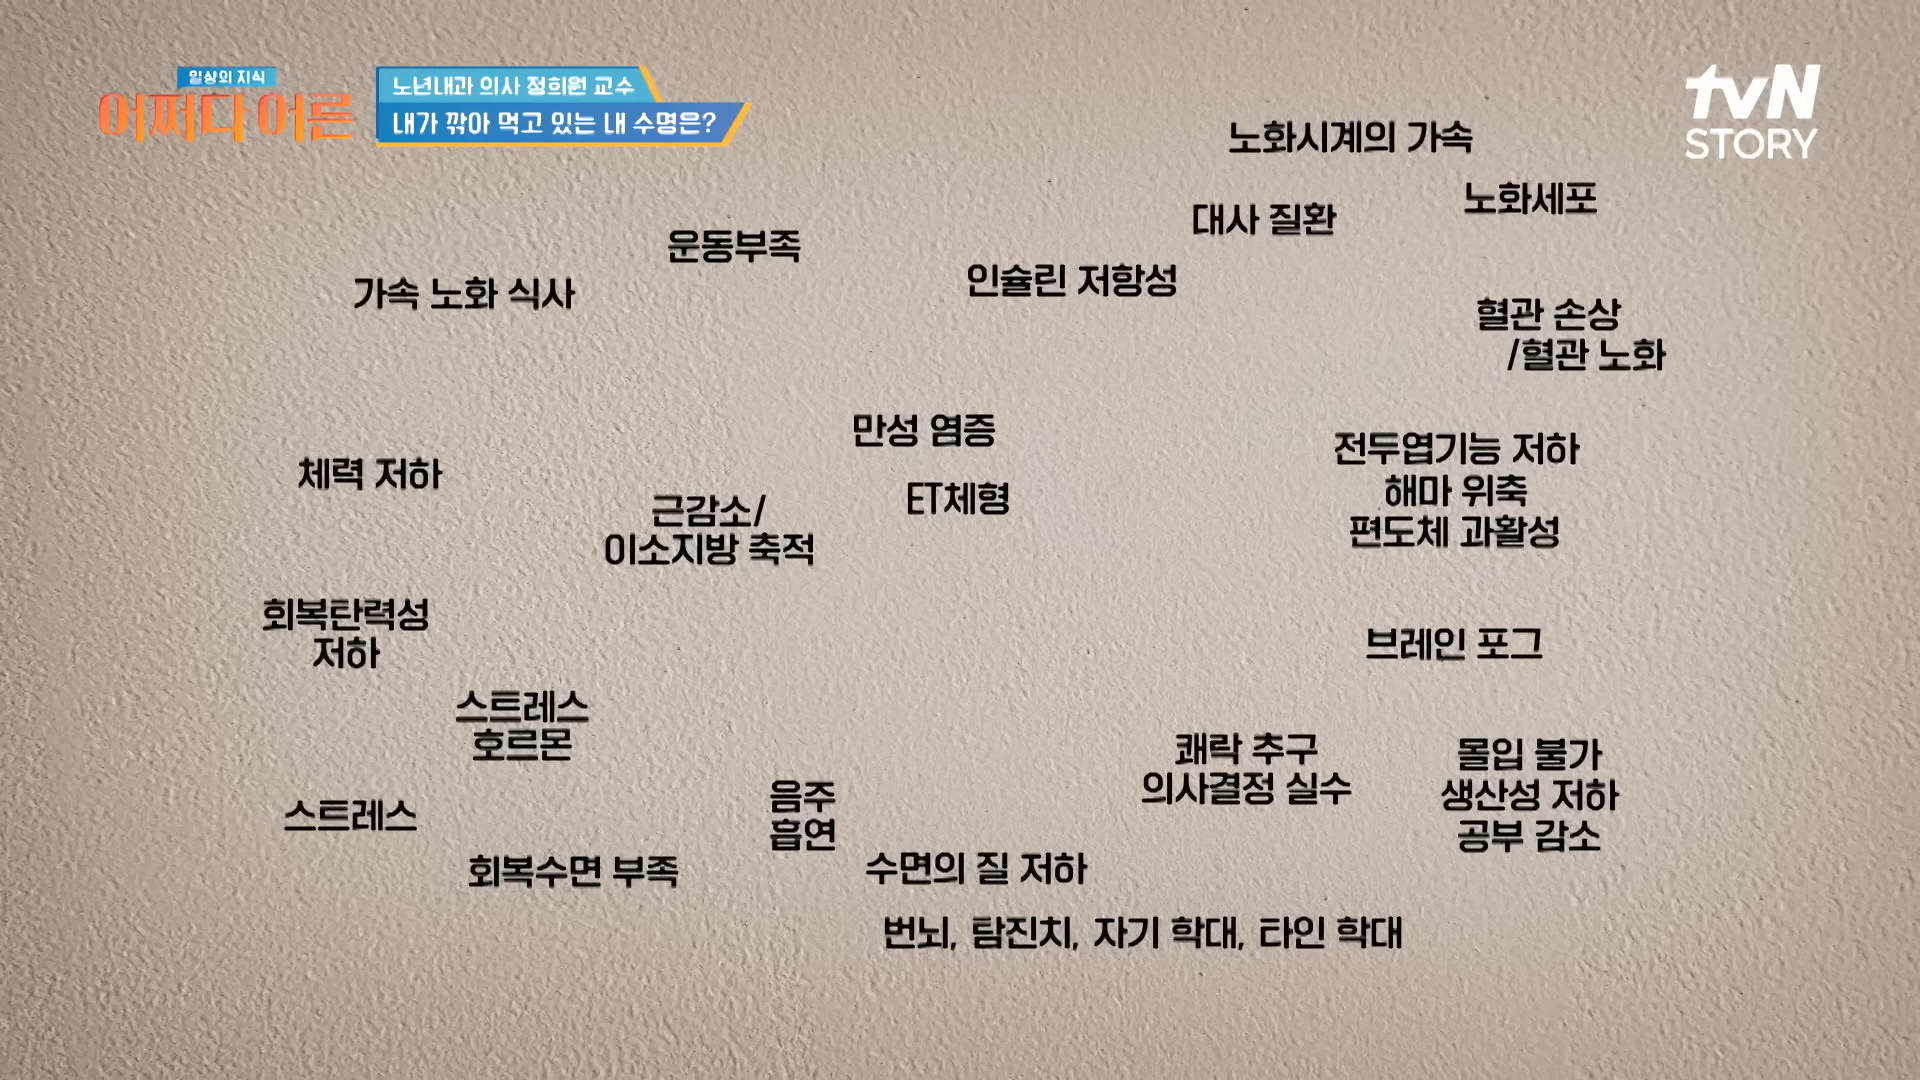 일상의 지식
어쩌다 어른
노년내과 의사 정희원 교수
내가 깎아 먹고 있는 내 수명은?
tvN
STORY
노화시계의 가속
노화세포
대사 질환
운동부족
인슐린 저항성
가속 노화 식사
혈관 손상
/혈관 노화
만성 염증
전두엽기능 저하
해마 위축
편도체 과활성
체력 저하
ET체형
근감소/
이소지방 축적
회복탄력성
저하
브레인 포그
스트레스
호르몬
쾌락 추구
의사결정 실수
몰입 불가
생산성 저하
공부 감소
스트레스
음주
흡연
회복수면 부족
수면의 질 저하
번뇌, 탐진치, 자기 학대, 타인 학대